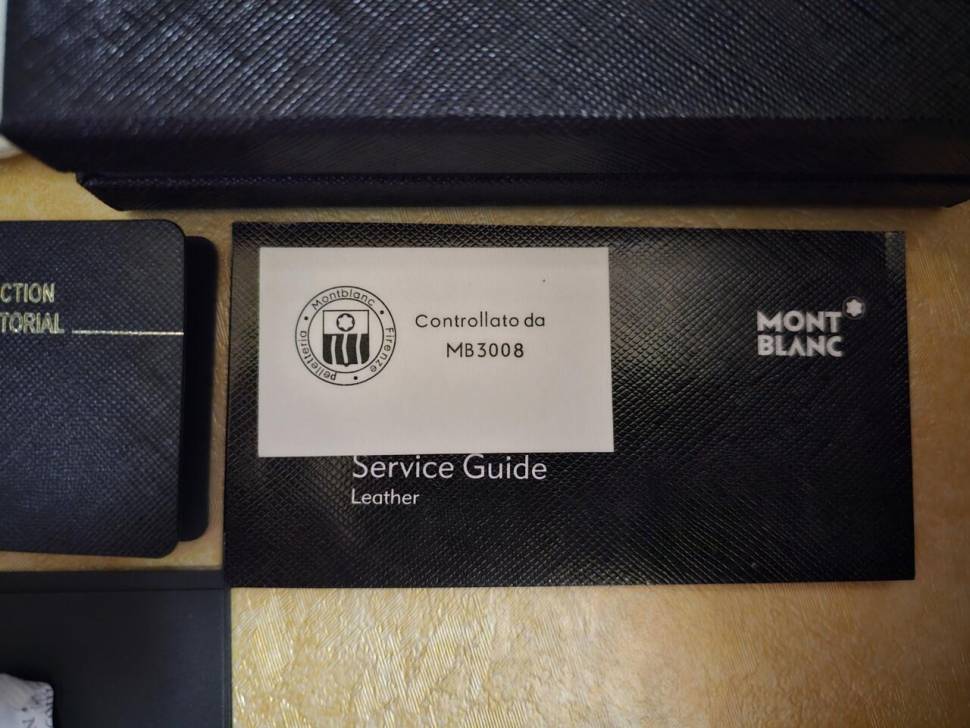 CTION
TORIAL
Montblanc • Firenze • pelletteria •
Controllato da
MB3008
MONT
BLANC
Service Guide
Leather